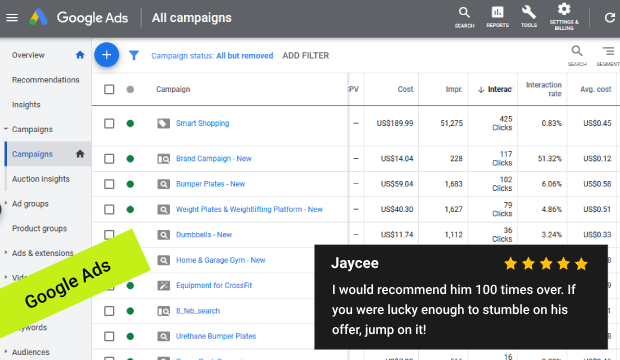 Google Ads
All campaigns
SEARCH
REPORTS
TOOLS
SETTINGS &
BILLING
Overview
Recommendations
Insights
Campaigns
Campaigns
Auction insights
Ad groups
Product groups
Ads & extensions
Audiences
Campaign status: All but removed
ADD FILTER
SEARCH
SEGMENT
Campaign
Cost
Impr.
Interac
Interaction
rate
Avg. cost
Smart Shopping
— US$189.99 51,275 425
Clicks
0.83% US$0.45
Brand Campaign - New
— US$14.04 228 117
Clicks
51.32% US$0.12
Bumper Plates - New
— US$59.04 1,683 102
Clicks
6.06% US$0.58
Weight Plates & Weightlifting Platform - New
— US$40.30 1,627 79
Clicks
4.86% US$0.51
Dumbbells - New
— US$11.74 1,112 36
Clicks
3.24% US$0.33
Home & Garage Gym - New
Equipment for CrossFit
8_feb_search
Urethane Bumper Plates
Google Ads
Jaycee
I would recommend him 100 times over. If
you were lucky enough to stumble on his
offer, jump on it!